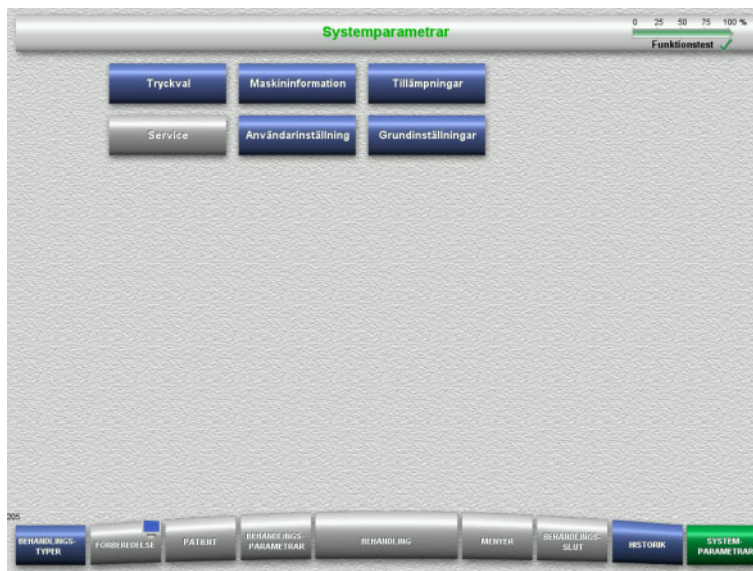 Systemparametrar
0 25 50 75 100 %
Funktionstest
Tryckval
Maskininformation
Tillämpningar
Service
Användarinställning
Grundinställningar
205
BEHANDLINGS-
TYPER
FÖRBEREDELSE
PATIENT
BEHANDLINGS-
PARAMETRAR
BEHANDLING
MENYER
BEHANDLINGS-
SLUT
HISTORIK
SYSTEM-
PARAMETRAR